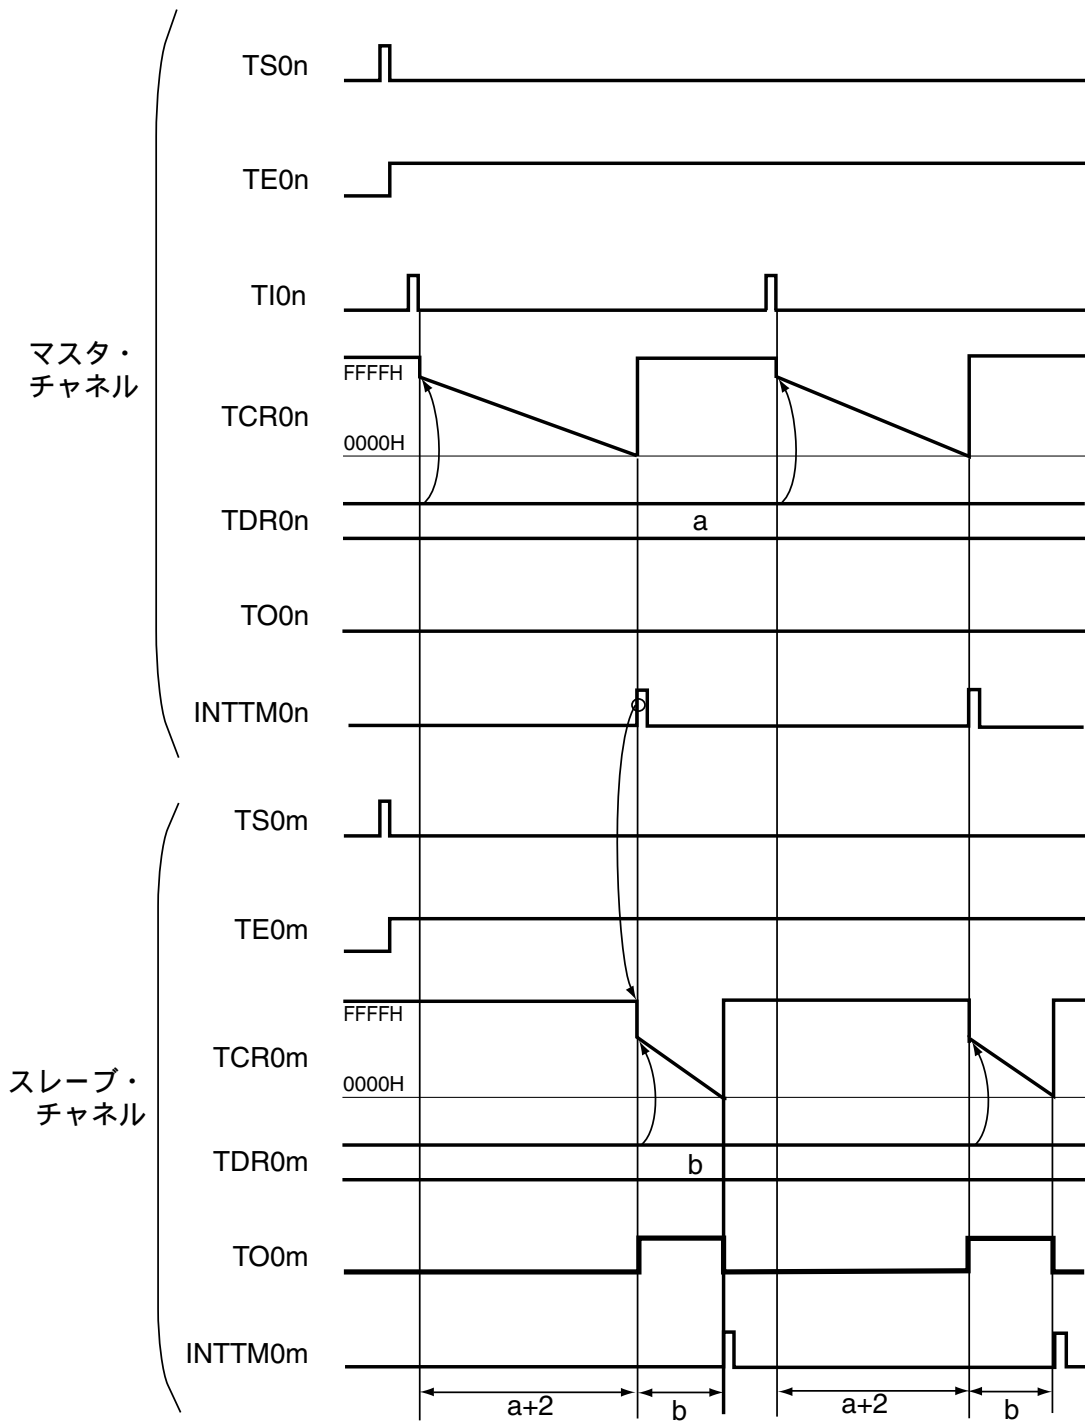 TS0n
TE0n
TI0n
マスタ・
チャネル
FFFFH
TCR0n
0000H
TDR0n
a
TO0n
INTTM0n
TS0m
TE0m
FFFFH
TCR0m
0000H
スレーブ・
チャネル
TDR0m
b
TO0m
INTTM0m
a+2 b a+2 b